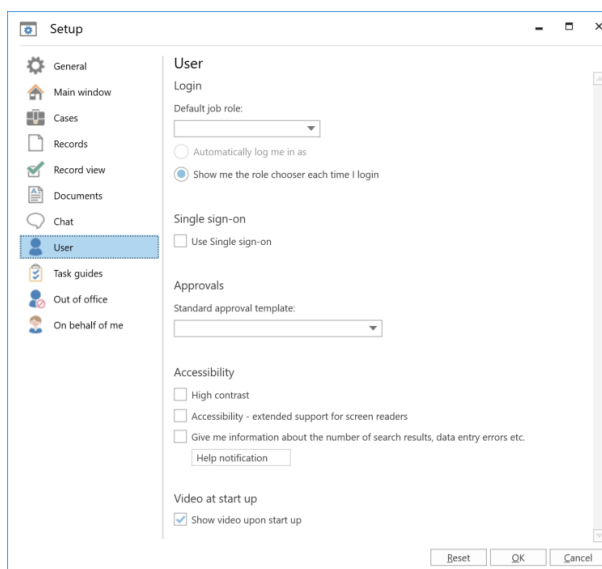 Setup
General
Main window
Cases
Records
Record view
Documents
Chat
User
Task guides
Out of office
On behalf of me
User
Login
Default job role:
Automatically log me in as
Show me the role chooser each time I login
Single sign-on
Use Single sign-on
Approvals
Standard approval template:
Accessibility
High contrast
Accessibility - extended support for screen readers
Give me information about the number of search results, data entry errors etc.
Help notification
Video at start up
Show video upon start up
Reset OK Cancel